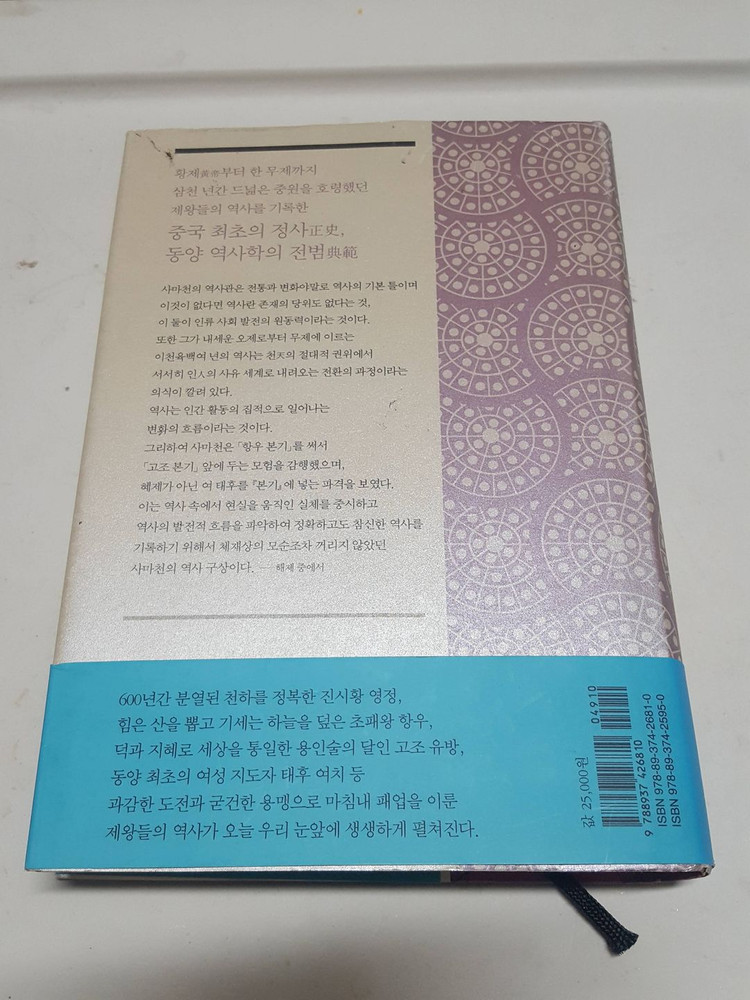 황제黃帝부터 한 무제까지
삼천 년간 드넓은 중원을 호령했던
제왕들의 역사를 기록한
중국 최초의 정사正史,
동양 역사학의 전범典範
사마천의 역사관은 전통과 변화야말로 역사의 기본 틀이며
이것이 없다면 역사란 존재의 당위도 없다는 것,
이 둘이 인류 사회 발전의 원동력이라는 것이다.
또한 그가 내세운 오제로부터 무제에 이르는
이천육백여 년의 역사는 천天의 절대적 권위에서
서서히 인人의 사유 세계로 내려오는 전환의 과정이라는
의식이 깔려 있다.
역사는 인간 활동의 집적으로 일어나는
변화의 흐름이라는 것이다.
그리하여 사마천은 「항우 본기」를 써서
「고조 본기」 앞에 두는 모험을 감행했으며,
혜제가 아닌 여 태후를 『본기』에 넣는 파격을 보였다.
이는 역사 속에서 현실을 움직인 실체를 중시하고
역사의 발전적 흐름을 파악하여 정확하고도 참신한 역사를
기록하기 위해서 체재상의 모순조차 꺼리지 않았던
사마천의 역사 구상이다. ── 해제 중에서
600년간 분열된 천하를 정복한 진시황 영정,
힘은 산을 뽑고 기세는 하늘을 덮은 초패왕 항우,
덕과 지혜로 세상을 통일한 용인술의 달인 고조 유방,
동양 최초의 여성 지도자 태후 여치 등
과감한 도전과 굳건한 용맹으로 마침내 패업을 이룬
제왕들의 역사가 오늘 우리 눈앞에 생생하게 펼쳐진다.
값 25,000원
04910
9 788937 426810
ISBN 978-89-374-2681-0
ISBN 978-89-374-2595-0